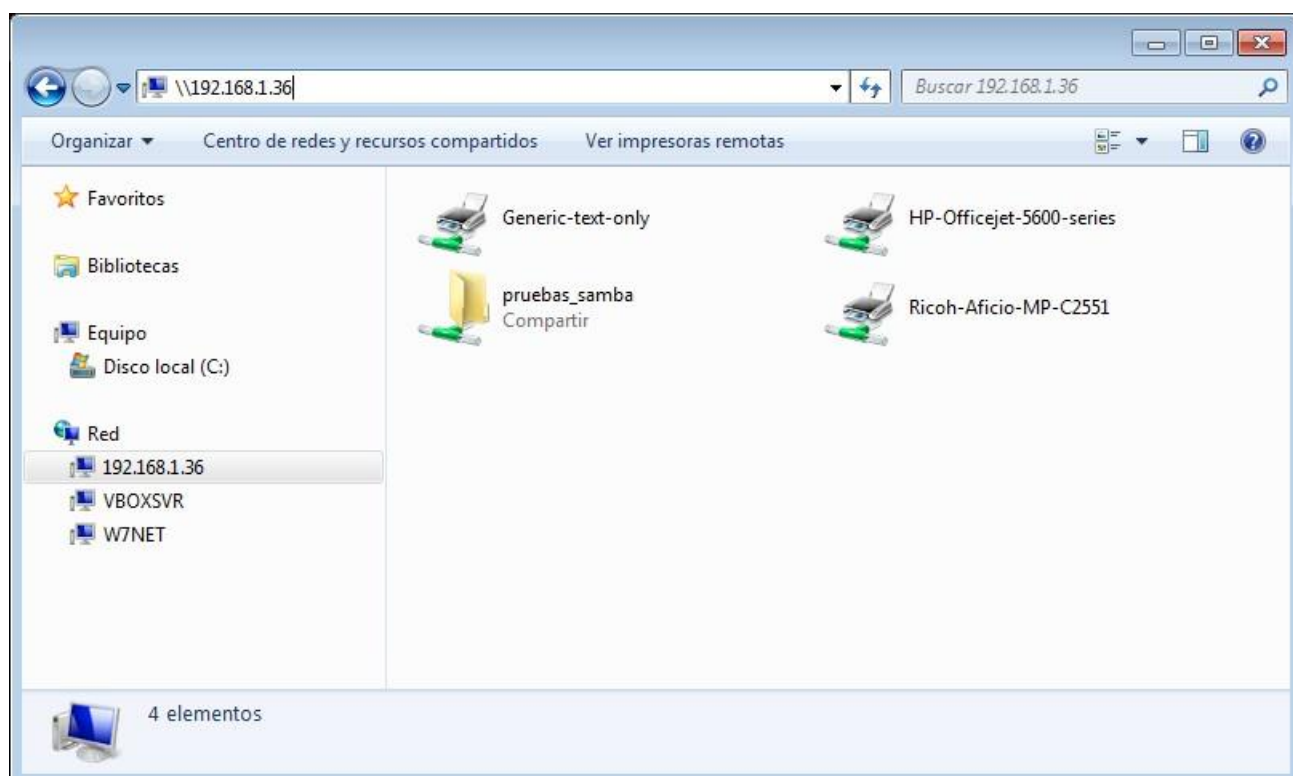 \\192.168.1.36
Buscar 192.168.1.36
Organizar
Centro de redes y recursos compartidos
Ver impresoras remotas
Favoritos
Bibliotecas
Equipo
Disco local (C:)
Red
192.168.1.36
VBOXSVR
W7NET
Generic-text-only
HP-Officejet-5600-series
pruebas_samba
Compartir
Ricoh-Aficio-MP-C2551
4 elementos